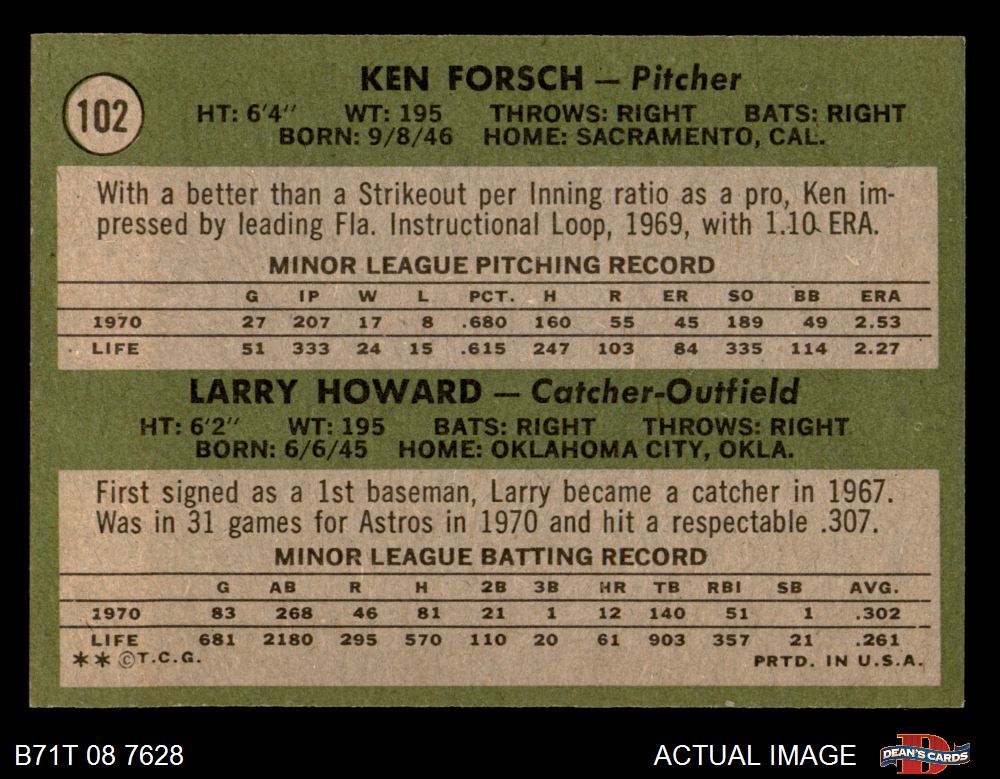 102
KEN FORSCH — Pitcher
HT: 6'4" WT: 195 THROWS: RIGHT BATS: RIGHT
BORN: 9/8/46 HOME: SACRAMENTO, CAL.
With a better than a Strikeout per Inning ratio as a pro, Ken im-
pressed by leading Fla. Instructional Loop, 1969, with 1.10 ERA.
MINOR LEAGUE PITCHING RECORD
G IP W L PCT. H R ER SO BB ERA
1970 27 207 17 8 .680 160 55 45 189 49 2.53
LIFE 51 333 24 15 .615 247 103 84 335 114 2.27
LARRY HOWARD — Catcher-Outfield
HT: 6'2" WT: 195 BATS: RIGHT THROWS: RIGHT
BORN: 6/6/45 HOME: OKLAHOMA CITY, OKLA.
First signed as a 1st baseman, Larry became a catcher in 1967.
Was in 31 games for Astros in 1970 and hit a respectable .307.
MINOR LEAGUE BATTING RECORD
G AB R H 2B 3B HR TB RBI SB AVG.
1970 83 268 46 81 21 1 12 140 51 1 .302
LIFE 681 2180 295 570 110 20 61 903 357 21 .261
** ©T.C.G. PRTD. IN U.S.A.
B71T 08 7628 ACTUAL IMAGE DEAN'S CARDS